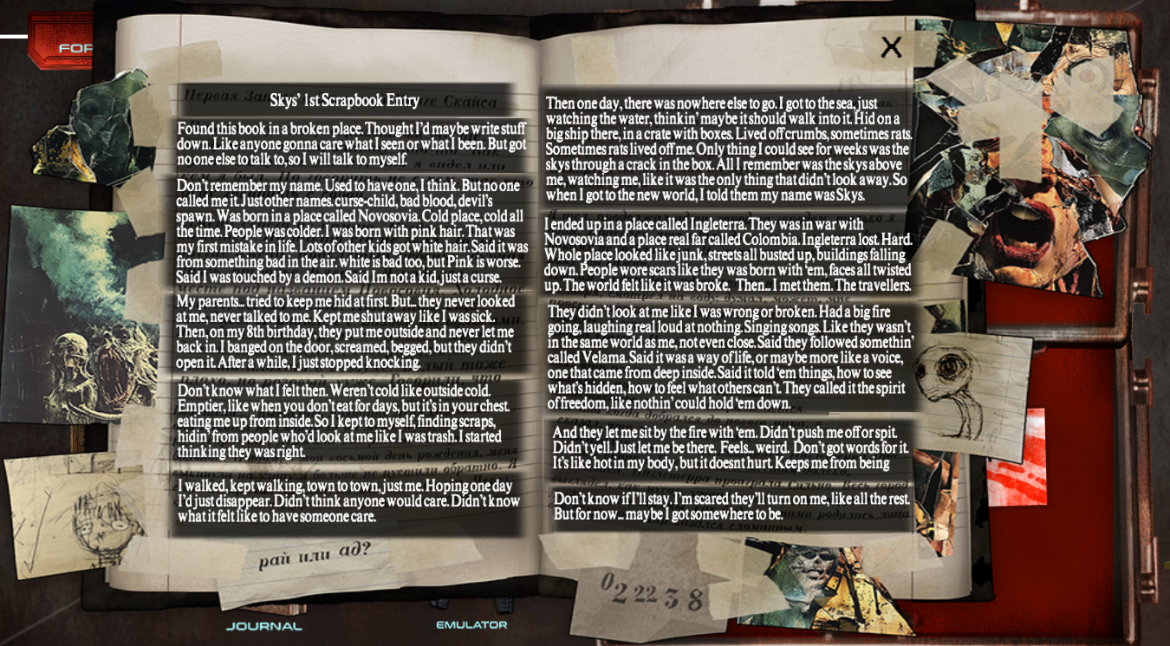 FOR
X
Первая За
ие Скайса
Skys' 1st Scrapbook Entry
Found this book in a broken place. Thought I'd maybe write stuff
down. Like anyone gonna care what I seen or what I been. But got
no one else to talk to, so I will talk to myself.
Don't remember my name. Used to have one, I think. But no one
called me it. Just other names. curse-child, bad blood, devil's
spawn. Was born in a place called Novosovia. Cold place, cold all
the time. People was colder. I was born with pink hair. That was
my first mistake in life. Lots of other kids got white hair. Said it was
from something bad in the air. white is bad too, but Pink is worse.
Said I was touched by a demon. Said Im not a kid, just a curse.
My parents.. tried to keep me hid at first. But.. they never looked
at me, never talked to me. Kept me shut away like I was sick.
Then, on my 8th birthday, they put me outside and never let me
back in. I banged on the door, screamed, begged, but they didn't
open it. After a while, I just stopped knocking.
Don't know what I felt then. Weren't cold like outside cold.
Emptier, like when you don't eat for days, but it's in your chest.
eating me up from inside. So I kept to myself, finding scraps,
hidin' from people who'd look at me like I was trash. I started
thinking they was right.
I walked, kept walking, town to town, just me. Hoping one day
I'd just disappear. Didn't think anyone would care. Didn't know
what it felt like to have someone care.
рай или ад?
Then one day, there was nowhere else to go. I got to the sea, just
watching the water, thinkin' maybe it should walk into it. Hid on a
big ship there, in a crate with boxes. Lived off crumbs, sometimes rats.
Sometimes rats lived off me. Only thing I could see for weeks was the
skys through a crack in the box. All I remember was the skys above
me, watching me, like it was the only thing that didn't look away. So
when I got to the new world, I told them my name was Skys.
I ended up in a place called Ingleterra. They was in war with
Novosovia and a place real far called Colombia. Ingleterra lost. Hard.
Whole place looked like junk, streets all busted up, buildings falling
down. People wore scars like they was born with 'em, faces all twisted
up. The world felt like it was broke. Then... I met them. The travellers.
They didn't look at me like I was wrong or broken. Had a big fire
going, laughing real loud at nothing. Singing songs. Like they wasn't
in the same world as me, not even close. Said they followed somethin'
called Velama. Said it was a way of life, or maybe more like a voice,
one that came from deep inside. Said it told 'em things, how to see
what's hidden, how to feel what others can't. They called it the spirit
of freedom, like nothin' could hold 'em down.
And they let me sit by the fire with 'em. Didn't push me off or spit.
Didn't yell. Just let me be there. Feels... weird. Don't got words for it.
It's like hot in my body, but it doesnt hurt. Keeps me from being
Don't know if I'll stay. I'm scared they'll turn on me, like all the rest.
But for now... maybe I got somewhere to be.
02 22 3 8
JOURNAL
EMULATOR